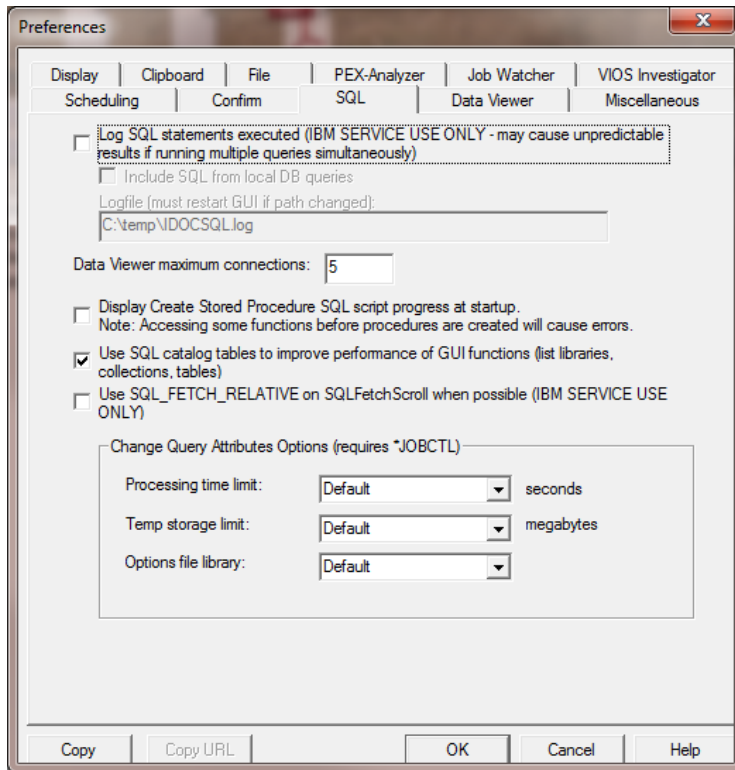 Preferences
Display Clipboard File PEX-Analyzer Job Watcher VIOS Investigator
Scheduling Confirm SQL Data Viewer Miscellaneous
Log SQL statements executed (IBM SERVICE USE ONLY - may cause unpredictable
results if running multiple queries simultaneously)
Include SQL from local DB queries
Logfile (must restart GUI if path changed):
C:\temp\IDOCSQL.log
Data Viewer maximum connections: 5
Display Create Stored Procedure SQL script progress at startup.
Note: Accessing some functions before procedures are created will cause errors.
Use SQL catalog tables to improve performance of GUI functions (list libraries,
collections, tables)
Use SQL_FETCH_RELATIVE on SQLFetchScroll when possible (IBM SERVICE USE
ONLY)
Change Query Attributes Options (requires *JOBCTL)
Processing time limit: Default seconds
Temp storage limit: Default megabytes
Options file library: Default
Copy Copy URL OK Cancel Help